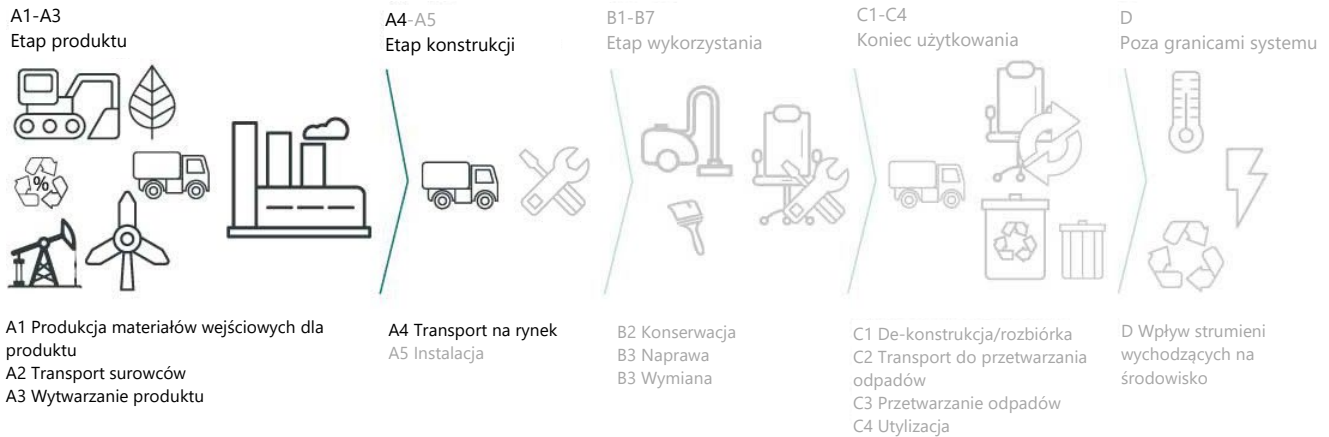 A1-A3
Etap produktu
A4-A5
Etap konstrukcji
B1-B7
Etap wykorzystania
C1-C4
Koniec użytkowania
D
Poza granicami systemu
%
A1 Produkcja materiałów wejściowych dla
produktu
A2 Transport surowców
A3 Wytwarzanie produktu
A4 Transport na rynek
A5 Instalacja
B2 Konserwacja
B3 Naprawa
B3 Wymiana
C1 De-konstrukcja/rozbiórka
C2 Transport do przetwarzania
odpadów
C3 Przetwarzanie odpadów
C4 Utylizacja
D Wpływ strumieni
wychodzących na
środowisko